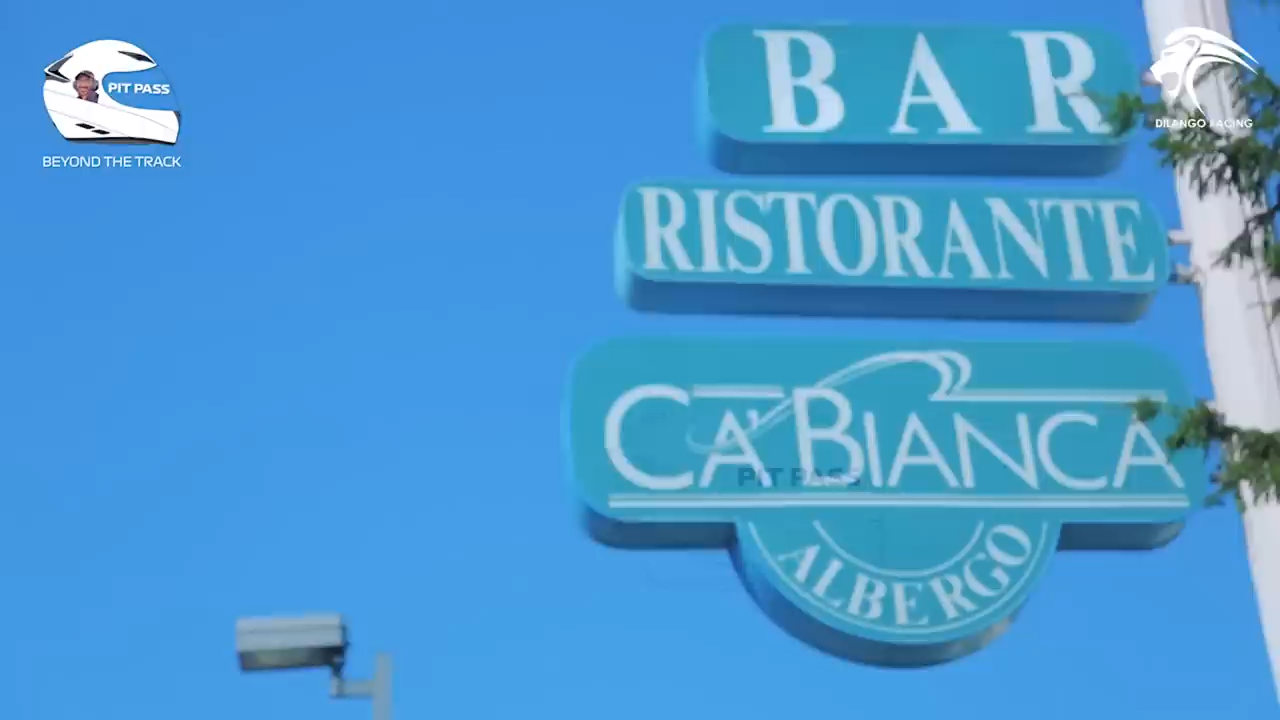 PIT PASS
BEYOND THE TRACK
DILANGO RACING
BAR
RISTORANTE
CA'BIANCA
PIT PASS
ALBERGO